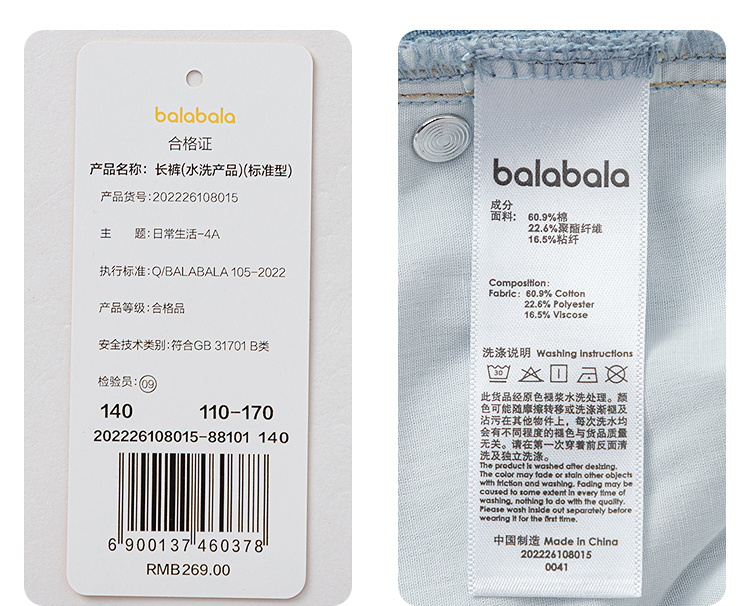 balabala
合格证
产品名称: 长裤(水洗产品)(标准型)
产品货号:202226108015
主 题:日常生活-4A
执行标准:Q/BALABALA 105-2022
产品等级:合格品
安全技术类别:符合GB 31701 B类
检验员:09
140 110-170
202226108015-88101 140
6 900137 460378
RMB269.00
balabala
成分
面料: 60.9%棉
22.6%聚酯纤维
16.5%粘纤
Composition:
Fabric: 60.9% Cotton
22.6% Polyester
16.5% Viscose
洗涤说明 Washing Instructions
30
此货品经原色褪浆水洗处理。颜
色可能随摩擦转移或洗涤渐褪及
沾污在其他物件上，每次洗水均
会有不同程度的褪色与货品质量
无关。请在第一次穿着前反面清
洗及独立洗涤。
The product is washed after desizing.
The color may fade or stain other objects
with friction and washing. Fading may be
caused to some extent in every time of
washing, nothing to do with the quality.
Please wash inside out separately before
wearing it for the first time.
中国制造 Made in China
202226108015
0041